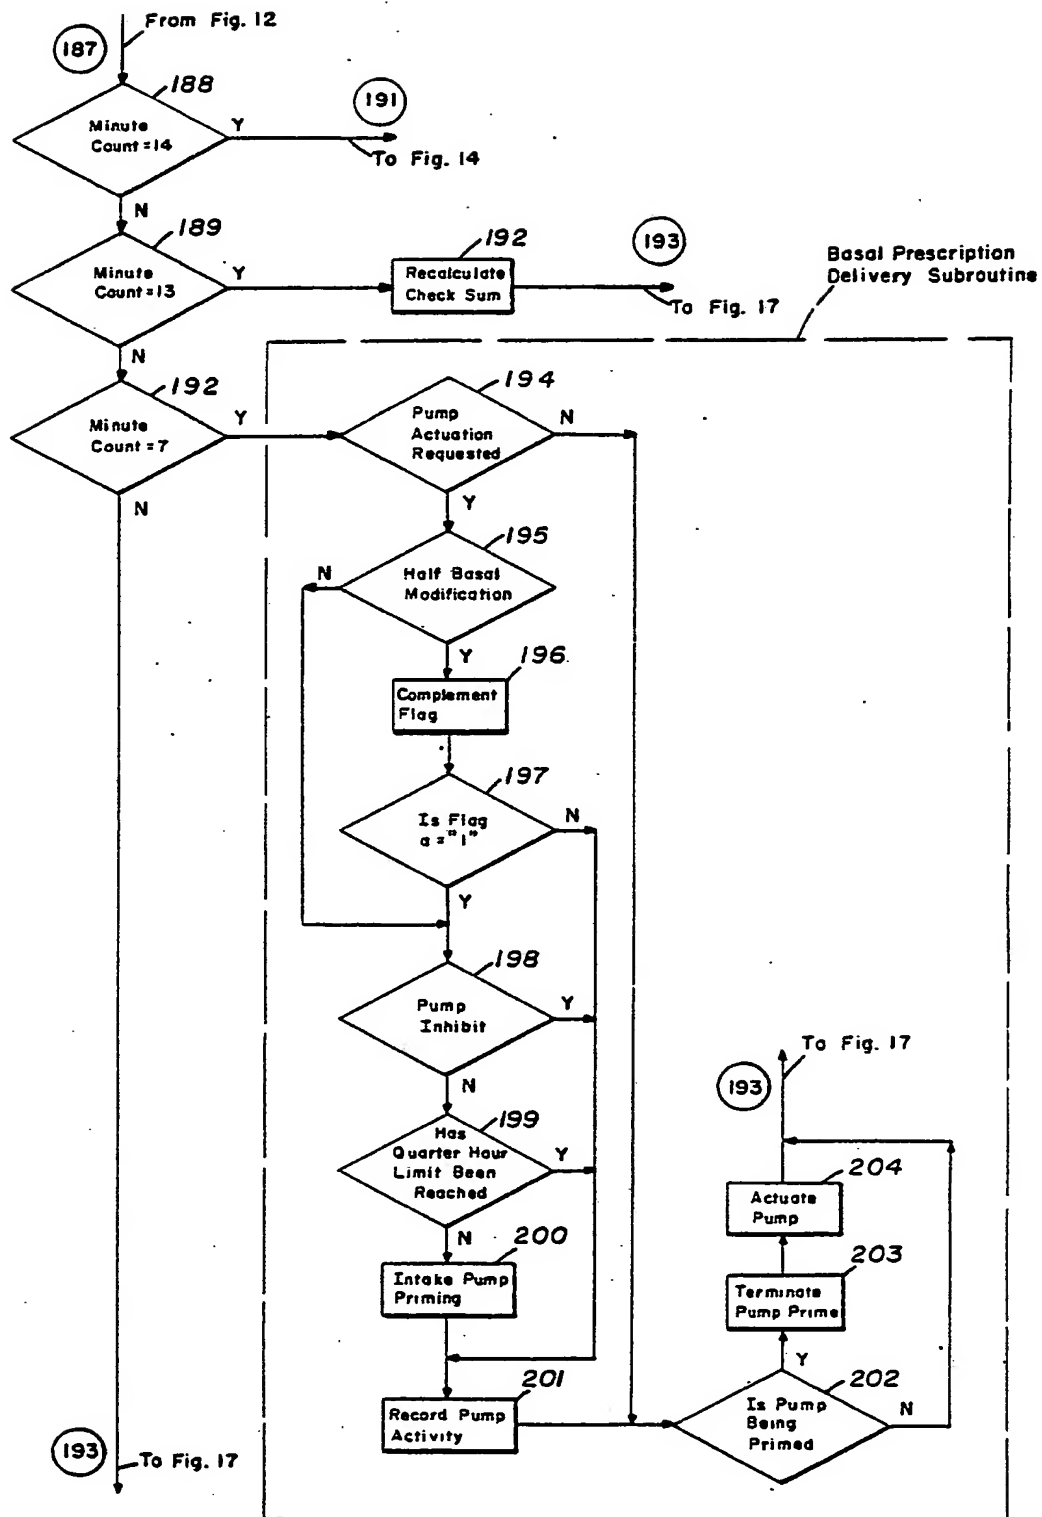 From Fig. 12
187
188
191
Minute
Count = 14
Y
To Fig. 14
N
189
192
193
Basal Prescription
Delivery Subroutine
Minute
Count = 13
Y
Recalculate
Check Sum
To Fig. 17
N
192
194
Minute
Count = 7
Y
Pump
Actuation
Requested
N
N
Y
195
N
Half Basal
Modification
Y
196
Complement
Flag
197
Is Flag
a = "1"
N
Y
198
Pump
Inhibit
Y
N
199
Has
Quarter Hour
Limit Been
Reached
Y
N
200
Intake Pump
Priming
201
Record Pump
Activity
To Fig. 17
193
204
Actuate
Pump
203
Terminate
Pump Prime
Y
202
Is Pump
Being
Primed
N
193
To Fig. 17